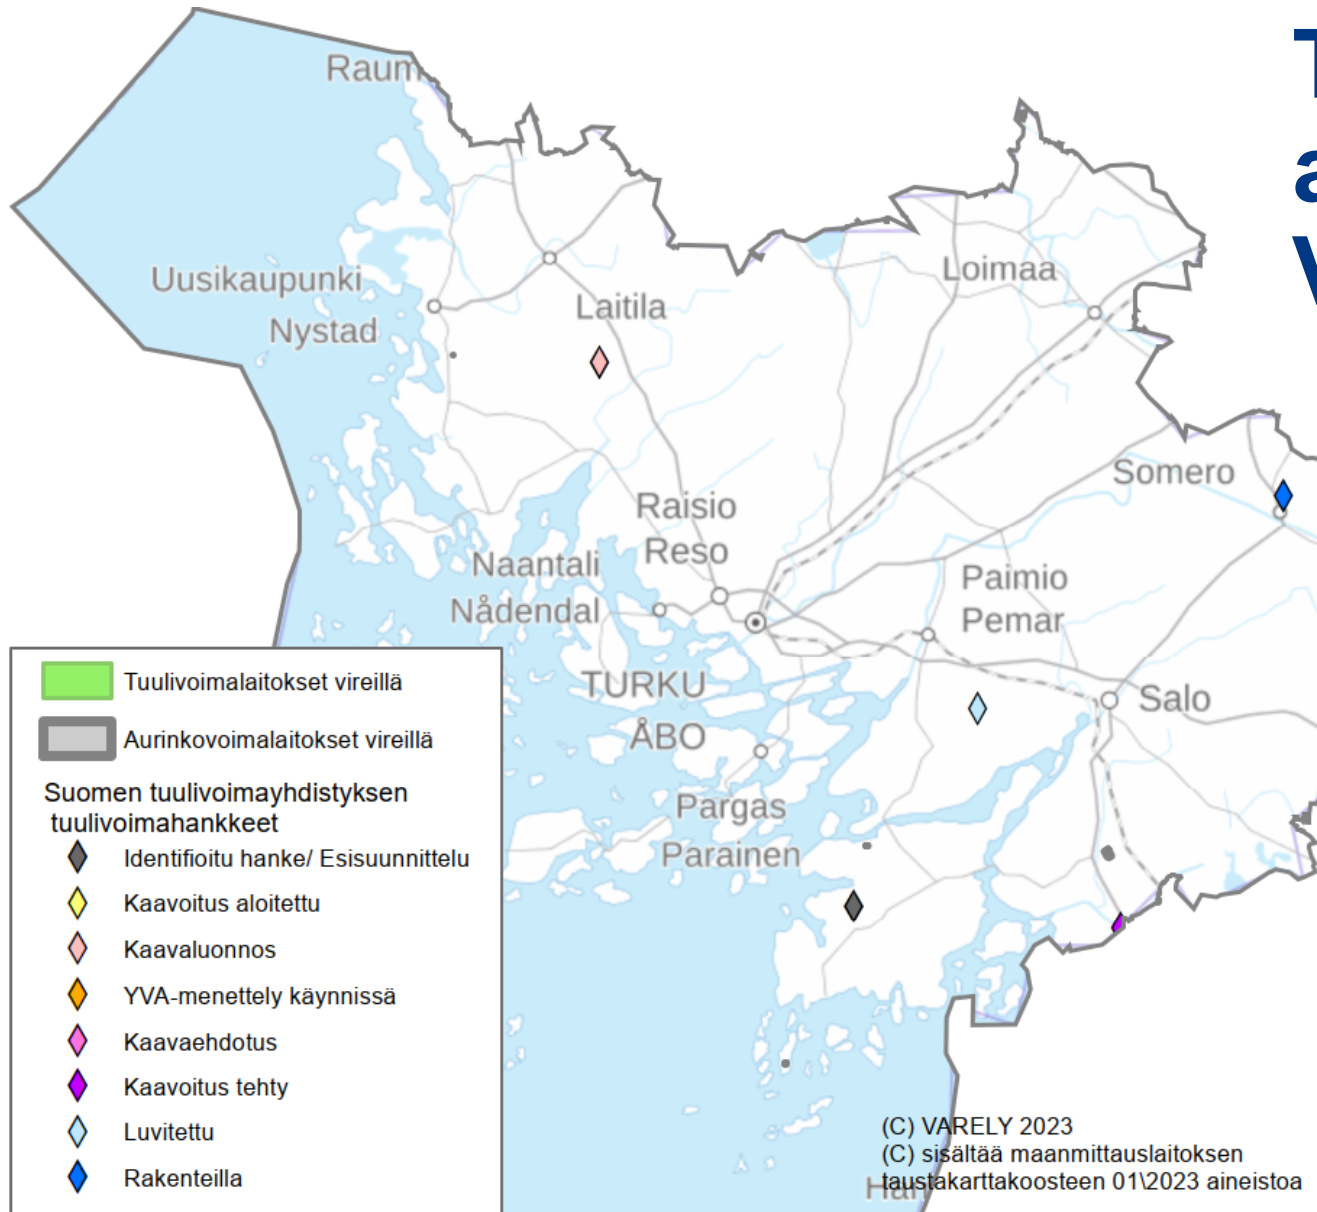 T
a
V
Raum
Uusikaupunki
Nystad
Laitila
Loimaa
Somero
Raisio
Reso
Naantali
Nådendal
Paimio
Pemar
TURKU
ÅBO
Salo
Pargas
Parainen
Han
Tuulivoimalaitokset vireillä
Aurinkovoimalaitokset vireillä
Suomen tuulivoimayhdistyksen
tuulivoimahankkeet
Identifioitu hanke/ Esisuunnittelu
Kaavoitus aloitettu
Kaavaluonnos
YVA-menettely käynnissä
Kaavaehdotus
Kaavoitus tehty
Luvitettu
Rakenteilla
(C) VARELY 2023
(C) sisältää maanmittauslaitoksen
taustakarttakoosteen 01\2023 aineistoa